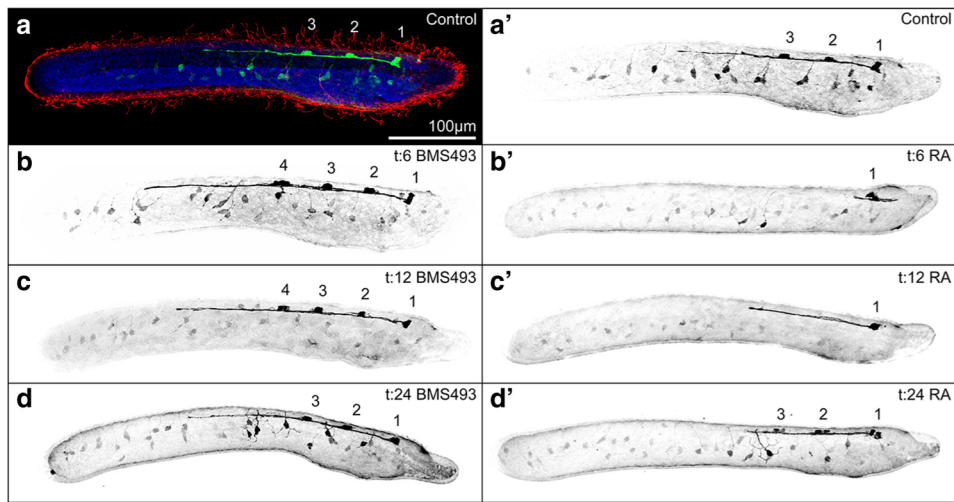 a
Control
3 2 1
100µm
a'
Control
3 2 1
b
t:6 BMS493
4 3 2 1
b'
t:6 RA
1
c
t:12 BMS493
4 3 2 1
c'
t:12 RA
1
d
t:24 BMS493
3 2 1
d'
t:24 RA
3 2 1